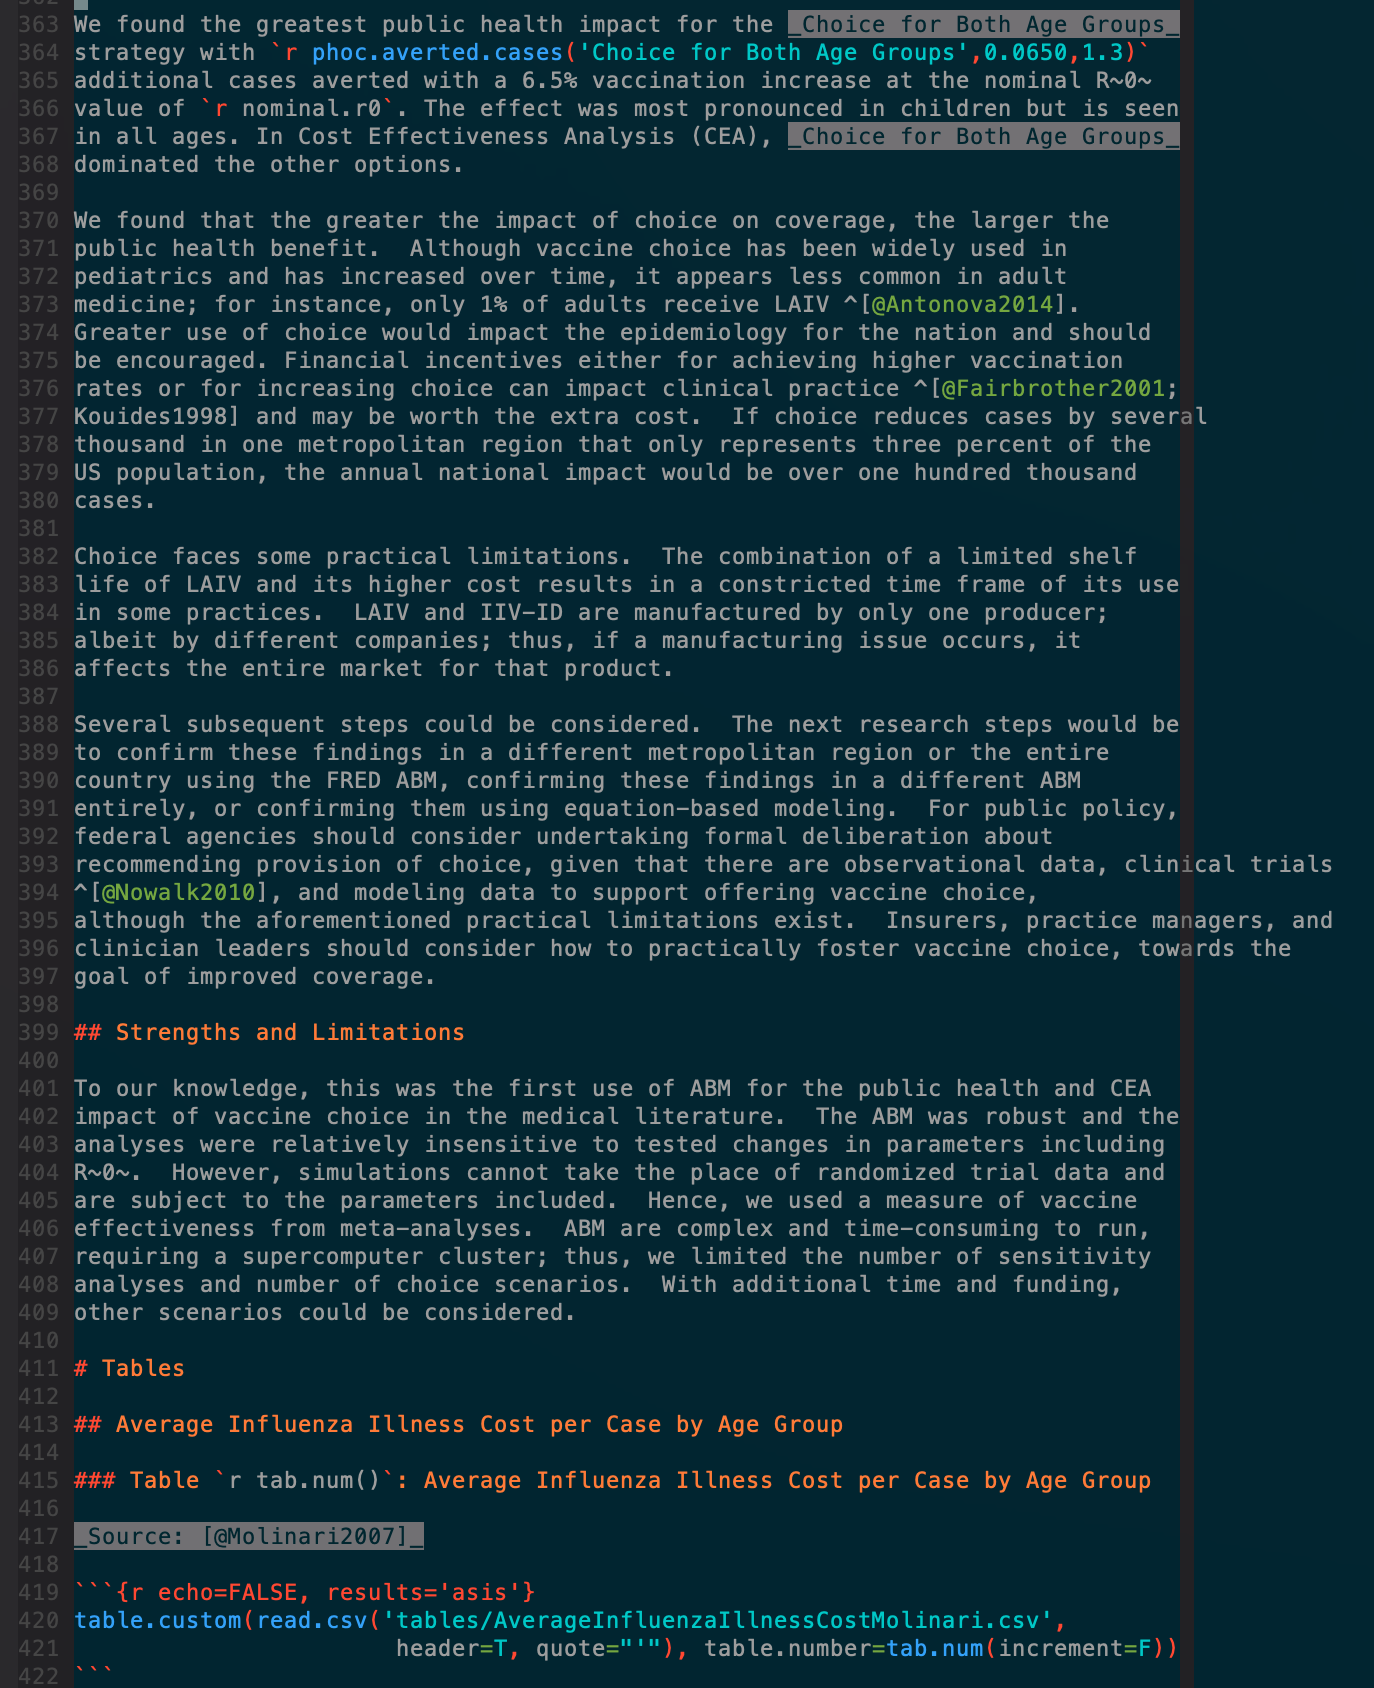 362
363 We found the greatest public health impact for the _Choice for Both Age Groups_
364 strategy with `r phoc.averted.cases('Choice for Both Age Groups',0.0650,1.3)`
365 additional cases averted with a 6.5% vaccination increase at the nominal R~0~
366 value of `r nominal.r0`. The effect was most pronounced in children but is seen
367 in all ages. In Cost Effectiveness Analysis (CEA), _Choice for Both Age Groups_
368 dominated the other options.
369
370 We found that the greater the impact of choice on coverage, the larger the
371 public health benefit.  Although vaccine choice has been widely used in
372 pediatrics and has increased over time, it appears less common in adult
373 medicine; for instance, only 1% of adults receive LAIV ^[@Antonova2014].
374 Greater use of choice would impact the epidemiology for the nation and should
375 be encouraged. Financial incentives either for achieving higher vaccination
376 rates or for increasing choice can impact clinical practice ^[@Fairbrother2001;
377 Kouides1998] and may be worth the extra cost.  If choice reduces cases by several
378 thousand in one metropolitan region that only represents three percent of the
379 US population, the annual national impact would be over one hundred thousand
380 cases.
381
382 Choice faces some practical limitations.  The combination of a limited shelf
383 life of LAIV and its higher cost results in a constricted time frame of its use
384 in some practices.  LAIV and IIV-ID are manufactured by only one producer;
385 albeit by different companies; thus, if a manufacturing issue occurs, it
386 affects the entire market for that product.
387
388 Several subsequent steps could be considered.  The next research steps would be
389 to confirm these findings in a different metropolitan region or the entire
390 country using the FRED ABM, confirming these findings in a different ABM
391 entirely, or confirming them using equation-based modeling.  For public policy,
392 federal agencies should consider undertaking formal deliberation about
393 recommending provision of choice, given that there are observational data, clinical trials
394 ^[@Nowalk2010], and modeling data to support offering vaccine choice,
395 although the aforementioned practical limitations exist.  Insurers, practice managers, and
396 clinician leaders should consider how to practically foster vaccine choice, towards the
397 goal of improved coverage.
398
399 ## Strengths and Limitations
400
401 To our knowledge, this was the first use of ABM for the public health and CEA
402 impact of vaccine choice in the medical literature.  The ABM was robust and the
403 analyses were relatively insensitive to tested changes in parameters including
404 R~0~.  However, simulations cannot take the place of randomized trial data and
405 are subject to the parameters included.  Hence, we used a measure of vaccine
406 effectiveness from meta-analyses.  ABM are complex and time-consuming to run,
407 requiring a supercomputer cluster; thus, we limited the number of sensitivity
408 analyses and number of choice scenarios.  With additional time and funding,
409 other scenarios could be considered.
410
411 # Tables
412
413 ## Average Influenza Illness Cost per Case by Age Group
414
415 ### Table `r tab.num()`: Average Influenza Illness Cost per Case by Age Group
416
417 _Source: [@Molinari2007]_
418
419 ```{r echo=FALSE, results='asis'}
420 table.custom(read.csv('tables/AverageInfluenzaIllnessCostMolinari.csv',
421                        header=T, quote="'"), table.number=tab.num(increment=F))
422 ```